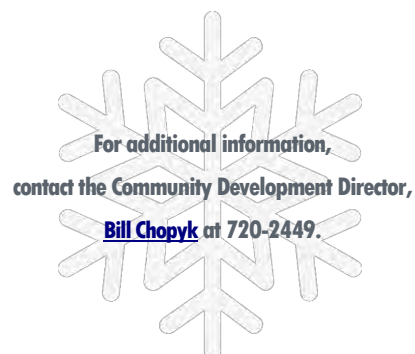 For additional information,
contact the Community Development Director,
Bill Chopyk at 720-2449.